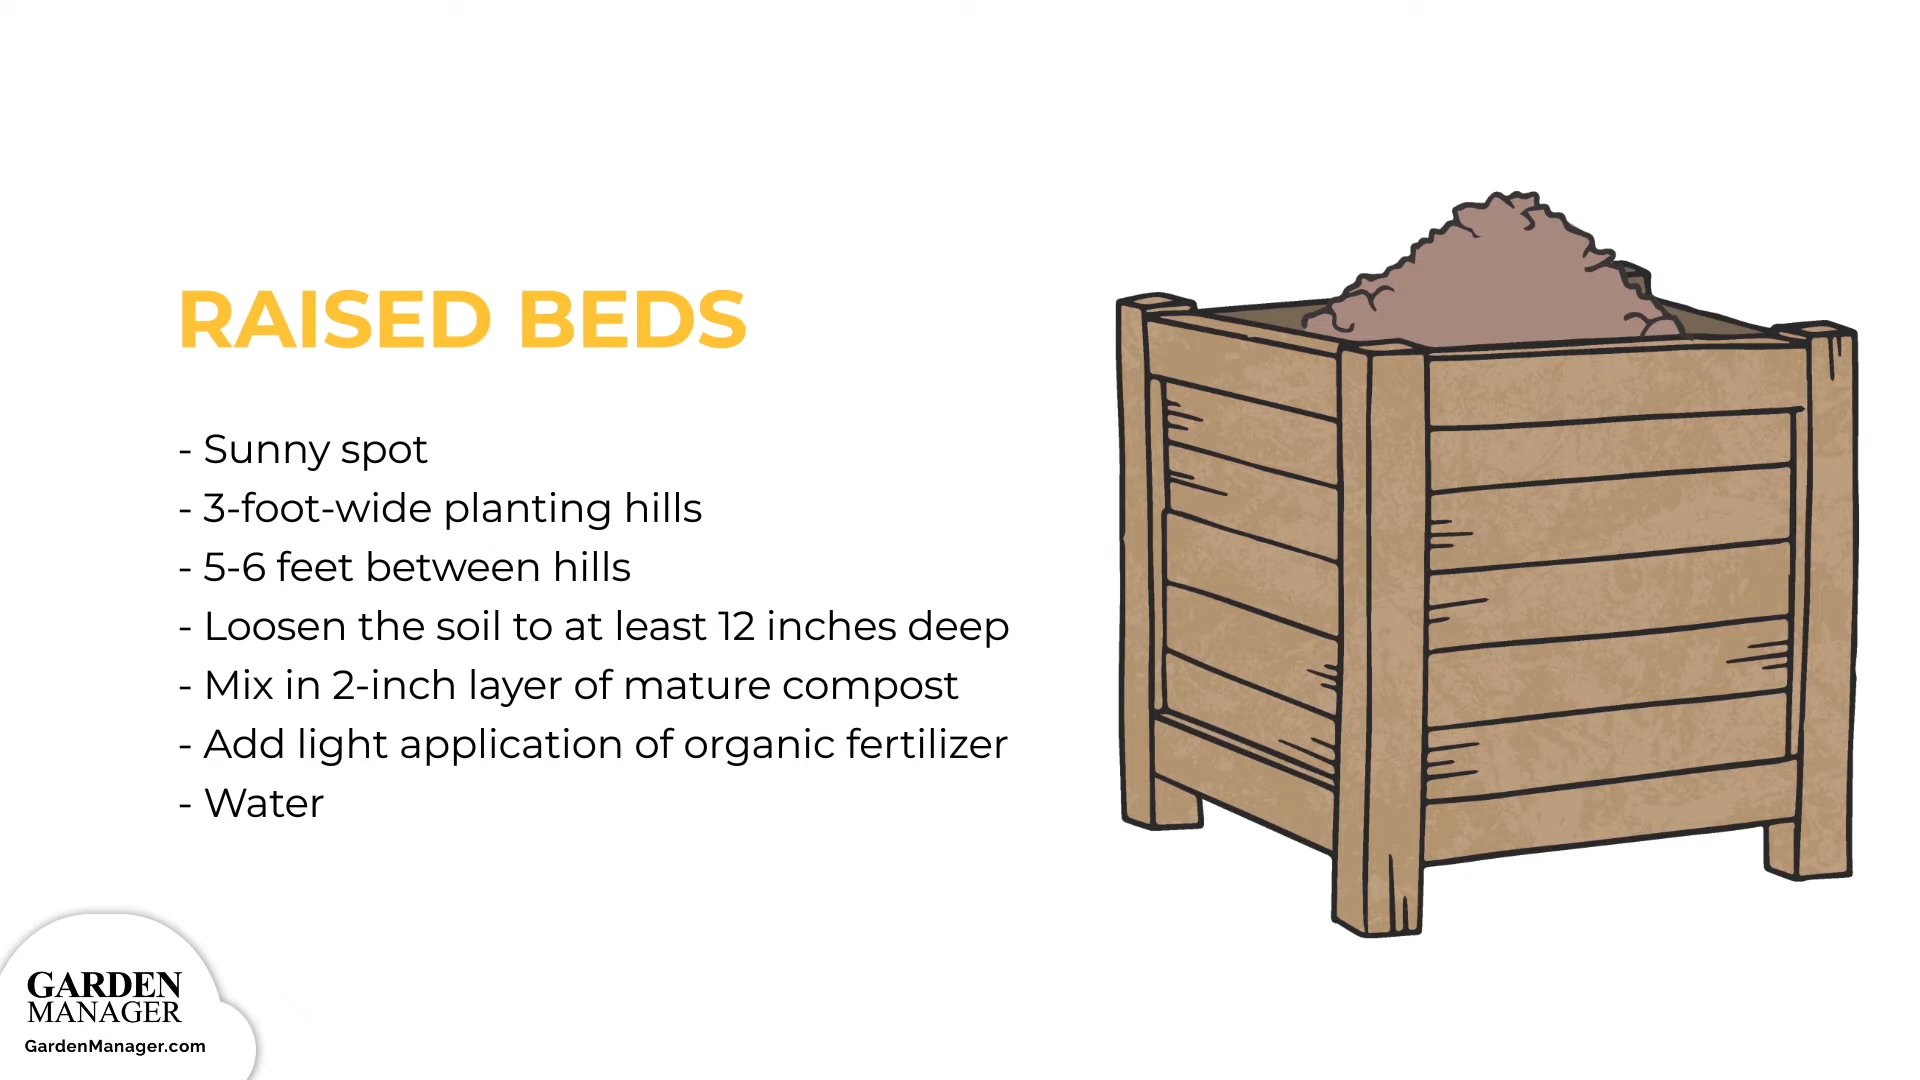 RAISED BEDS
- Sunny spot
- 3-foot-wide planting hills
- 5-6 feet between hills
- Loosen the soil to at least 12 inches deep
- Mix in 2-inch layer of mature compost
- Add light application of organic fertilizer
- Water
GARDEN
MANAGER
GardenManager.com